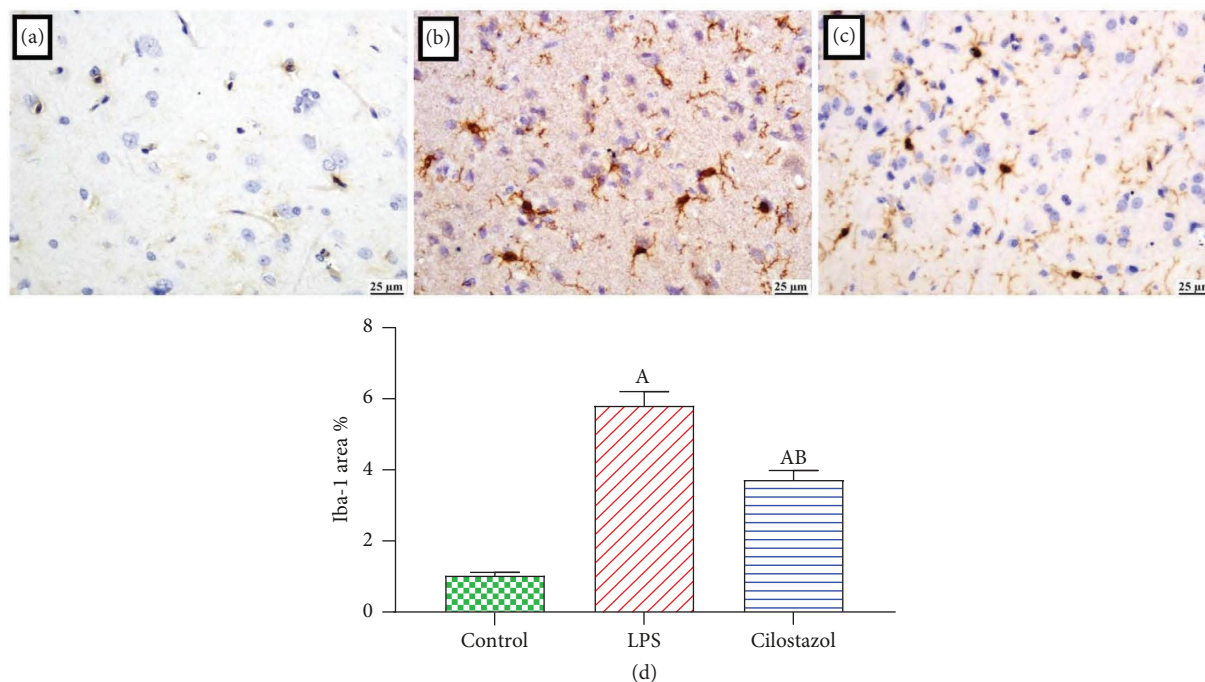 (a)
25 µm
(b)
25 µm
(c)
25 µm
8
6
4
2
0
Iba-1 area %
A
AB
Control
LPS
Cilostazol
(d)